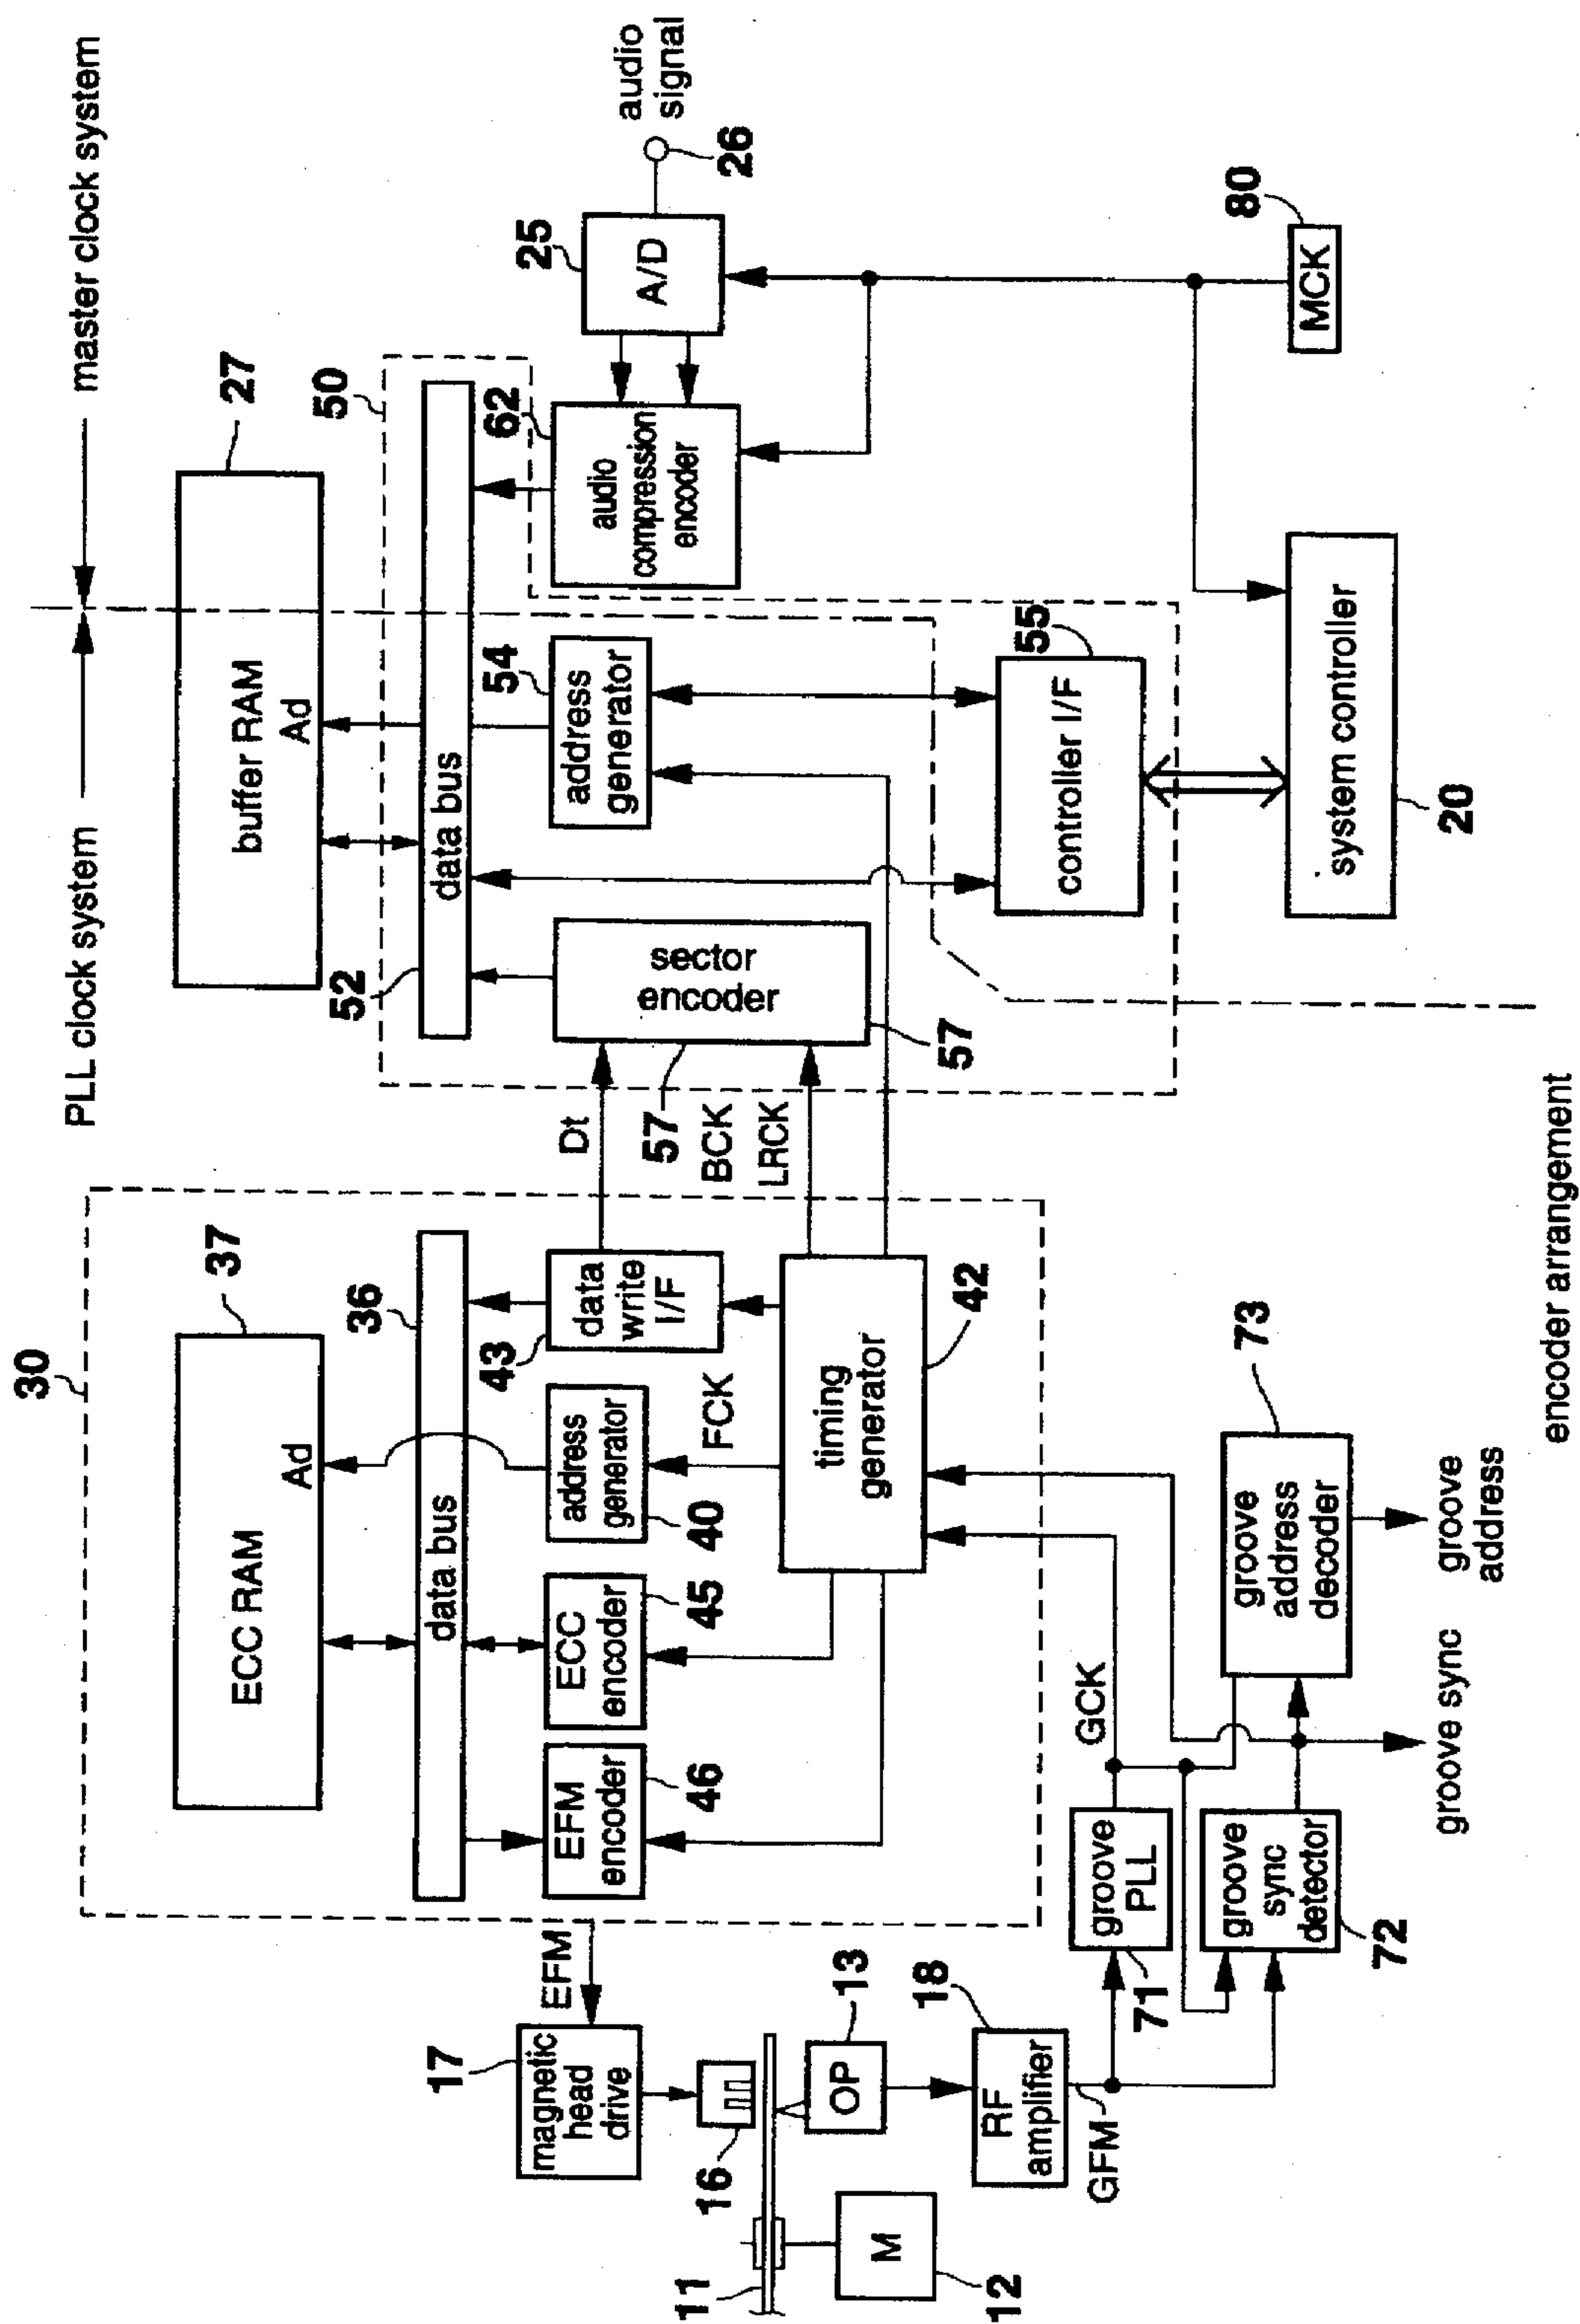 PLL clock system
master clock system
30
ECC RAM
Ad
37
buffer RAM
Ad
27
data bus
36
52
data bus
50
17
magnetic
head
drive
EFM
EFM
encoder
46
ECC
encoder
45
address
generator
40
43
data
write
I/F
FCK
Dt
57
BCK
LRCK
sector
encoder
57
54
address
generator
62
audio
compression
encoder
25
A/D
26
audio
signal
timing
generator
42
11
16
M
12
OP
13
RF
amplifier
18
GFM
groove
PLL
71
GCK
groove
sync
detector
72
groove
address
decoder
73
groove sync
groove
address
controller I/F
55
system controller
20
MCK
80
encoder arrangement